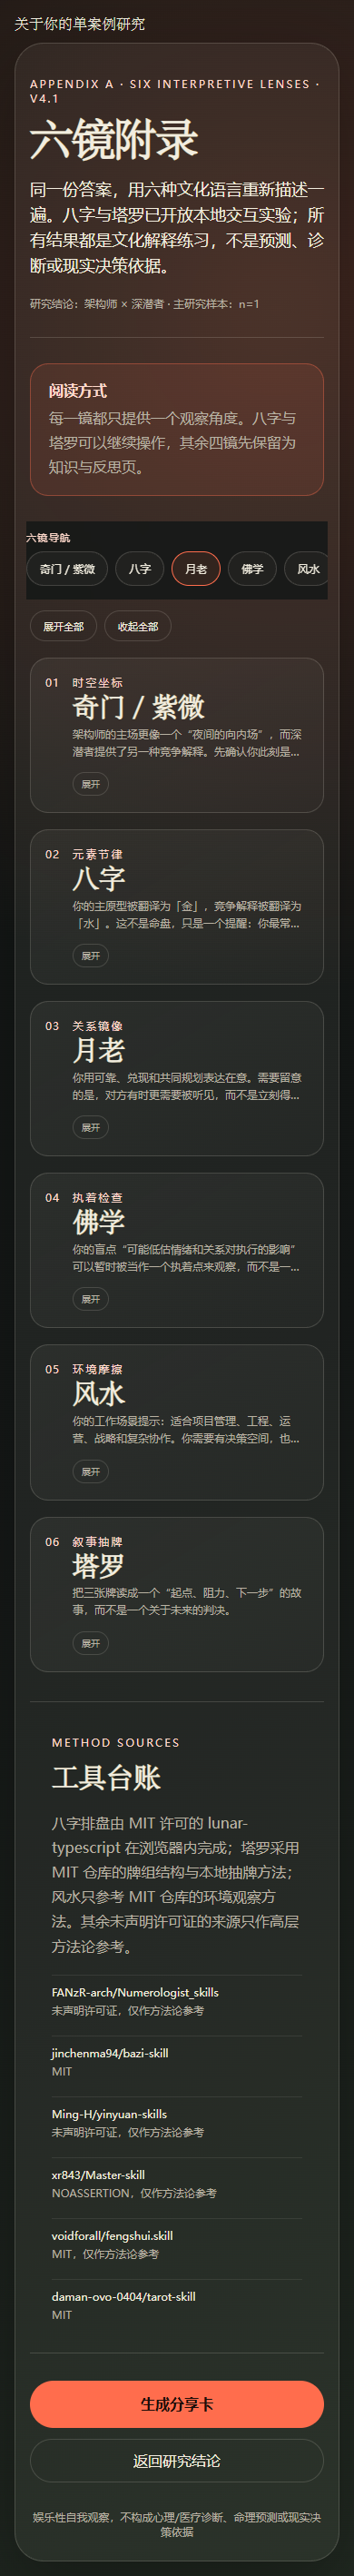 关于你的单案例研究
APPENDIX A · SIX INTERPRETIVE LENSES ·
V4.1
六镜附录
同一份答案，用六种文化语言重新描述一
遍。八字与塔罗已开放本地交互实验；所
有结果都是文化解释练习，不是预测、诊
断或现实决策依据。
研究结论：架构师 × 深潜者 · 主研究样本：n=1
阅读方式
每一镜都只提供一个观察角度。八字与
塔罗可以继续操作，其余四镜先保留为
知识与反思页。
六镜导航
奇门 / 紫微 八字 月老 佛学 风水
展开全部 收起全部
01 时空坐标
奇门 / 紫微
架构师的主场更像一个“夜间的向内场”，而深
潜者提供了另一种竞争解释。先确认你此刻是...
展开
02 元素节律
八字
你的主原型被翻译为「金」，竞争解释被翻译为
「水」。这不是命盘，只是一个提醒：你最常...
展开
03 关系镜像
月老
你用可靠、兑现和共同规划表达在意。需要留意
的是，对方有时更需要被听见，而不是立刻得...
展开
04 执着检查
佛学
你的盲点“可能低估情绪和关系对执行的影响”
可以暂时被当作一个执着点来观察，而不是一...
展开
05 环境摩擦
风水
你的工作场景提示：适合项目管理、工程、运
营、战略和复杂协作。你需要有决策空间，也...
展开
06 叙事抽牌
塔罗
把三张牌读成一个“起点、阻力、下一步”的故
事，而不是一个关于未来的判决。
展开
METHOD SOURCES
工具台账
八字排盘由 MIT 许可的 lunar-
typescript 在浏览器内完成；塔罗采用
MIT 仓库的牌组结构与本地抽牌方法；
风水只参考 MIT 仓库的环境观察方
法。其余未声明许可证的来源只作高层
方法论参考。
FANzR-arch/Numerologist_skills
未声明许可证，仅作方法论参考
jinchenma94/bazi-skill
MIT
Ming-H/yinyuan-skills
未声明许可证，仅作方法论参考
xr843/Master-skill
NOASSERTION，仅作方法论参考
voidforall/fengshui.skill
MIT，仅作方法论参考
daman-ovo-0404/tarot-skill
MIT
生成分享卡
返回研究结论
娱乐性自我观察，不构成心理/医疗诊断、命理预测或现实决
策依据